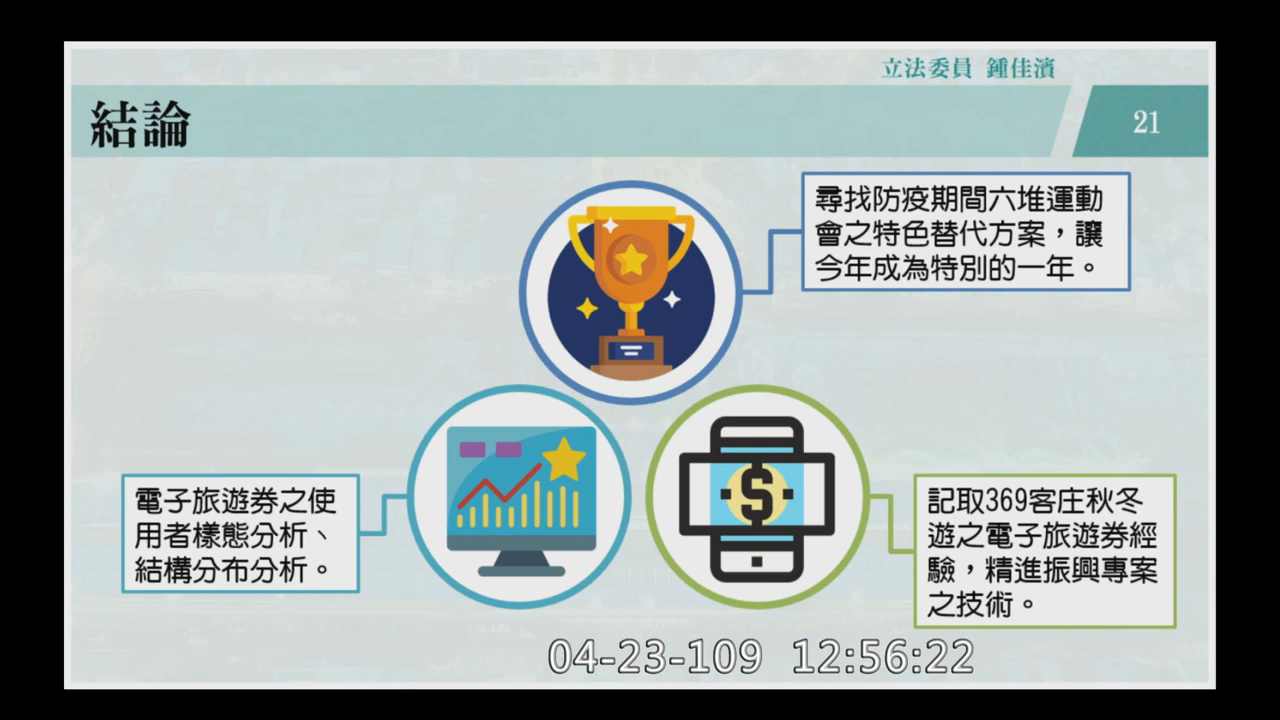 立法委員 鍾佳濱
結論
21
尋找防疫期間六堆運動
會之特色替代方案，讓
今年成為特別的一年。
電子旅遊券之使
用者樣態分析、
結構分布分析。
記取369客庄秋冬
遊之電子旅遊券經
驗，精進振興專案
之技術。
04-23-109 12:56:22